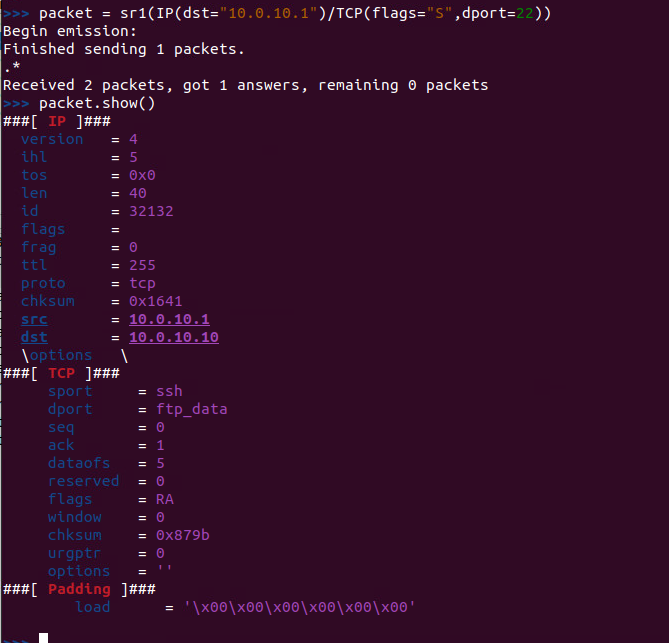 >>> packet = sr1(IP(dst="10.0.10.1")/TCP(flags="S",dport=22))
Begin emission:
Finished sending 1 packets.
.*
Received 2 packets, got 1 answers, remaining 0 packets
>>> packet.show()
###[ IP ]###
  version   = 4
  ihl       = 5
  tos       = 0x0
  len       = 40
  id        = 32132
  flags     =
  frag      = 0
  ttl       = 255
  proto     = tcp
  chksum    = 0x1641
  src       = 10.0.10.1
  dst       = 10.0.10.10
  \options   \
###[ TCP ]###
     sport     = ssh
     dport     = ftp_data
     seq       = 0
     ack       = 1
     dataofs   = 5
     reserved  = 0
     flags     = RA
     window    = 0
     chksum    = 0x879b
     urgptr    = 0
     options   = ''
###[ Padding ]###
        load      = '\x00\x00\x00\x00\x00\x00'
>>>